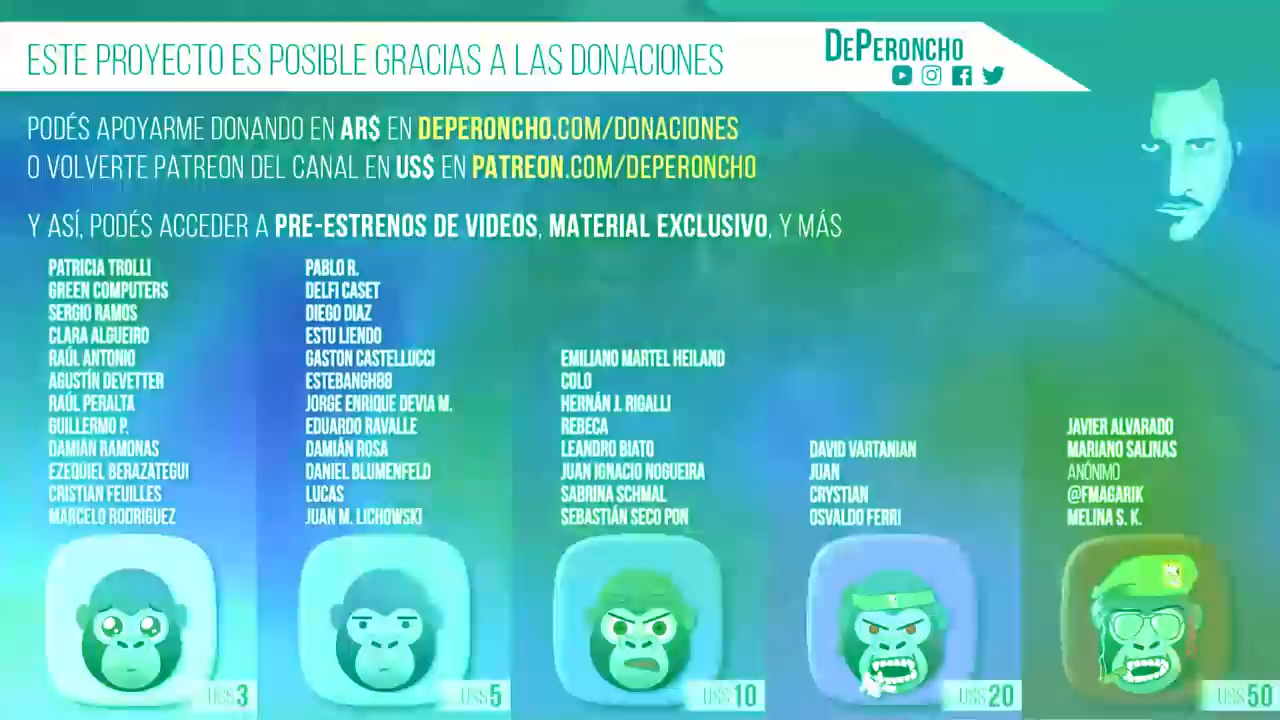 ESTE PROYECTO ES POSIBLE GRACIAS A LAS DONACIONES
DEPERONCHO
PODÉS APOYARME DONANDO EN AR$ EN DEPERONCHO.COM/DONACIONES
O VOLVERTE PATREON DEL CANAL EN US$ EN PATREON.COM/DEPERONCHO
Y ASÍ, PODÉS ACCEDER A PRE-ESTRENOS DE VIDEOS, MATERIAL EXCLUSIVO, Y MÁS
PATRICIA TROLLI
GREEN COMPUTERS
SERGIO RAMOS
CLARA ALGUEIRO
RAÚL ANTONIO
AGUSTÍN DEVETTER
RAÚL PERALTA
GUILLERMO P.
DAMIÁN RAMONAS
EZEQUIEL BERAZATEGUI
CRISTIAN FEUILLES
MARCELO RODRIGUEZ
US$ 3
PABLO R.
DELFI CASET
DIEGO DIAZ
ESTU LIENDO
GASTON CASTELLUCCI
ESTEBANGH88
JORGE ENRIQUE DEVIA M.
EDUARDO RAVALLE
DAMIÁN ROSA
DANIEL BLUMENFELD
LUCAS
JUAN M. LICHOWSKI
US$ 5
EMILIANO MARTEL HEILAND
COLO
HERNÁN J. RIGALLI
REBECA
LEANDRO BIATO
JUAN IGNACIO NOGUEIRA
SABRINA SCHMAL
SEBASTIÁN SECO PON
US$ 10
DAVID VARTANIAN
JUAN
CRYSTIAN
OSVALDO FERRI
US$ 20
JAVIER ALVARADO
MARIANO SALINAS
ANÓNIMO
@FMAGARIK
MELINA S. K.
US$ 50